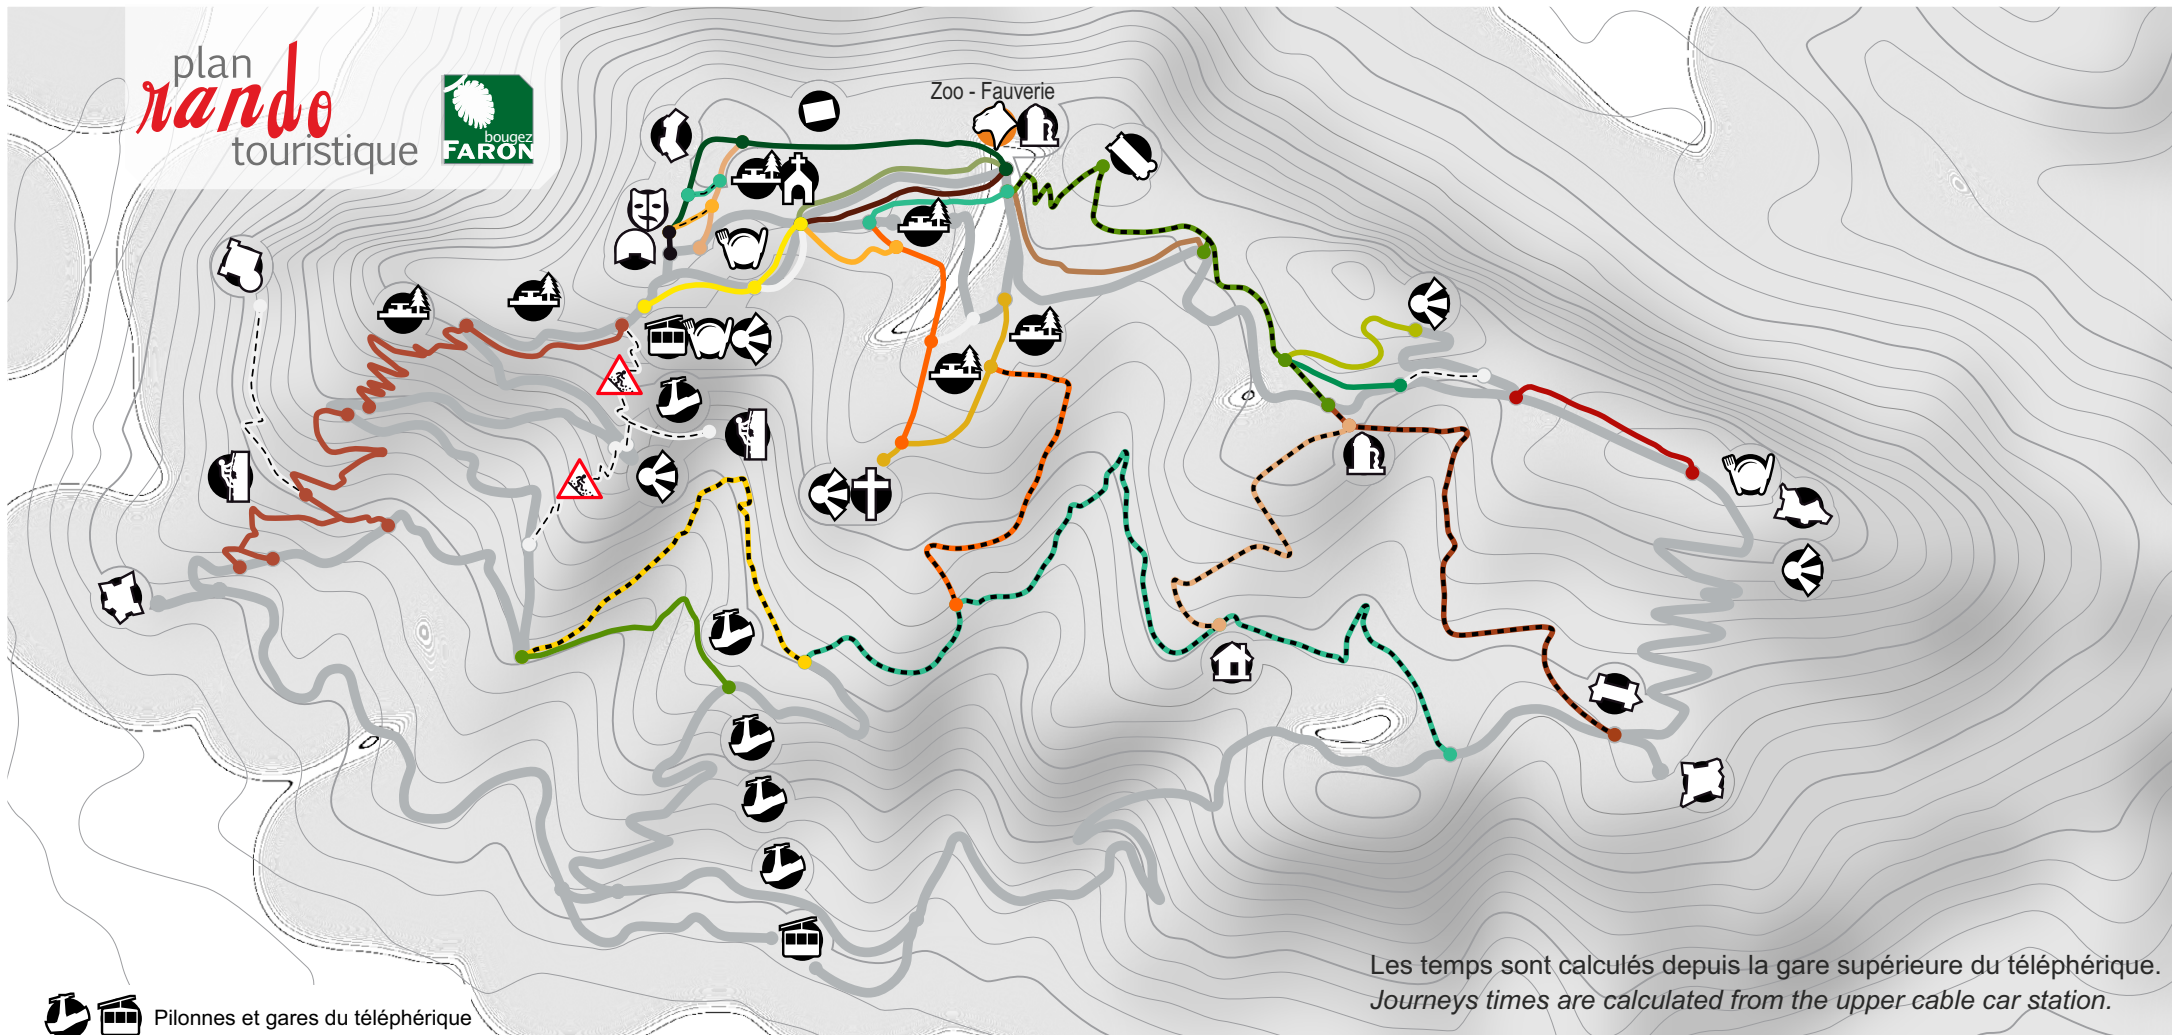 plan
rando
touristique
bougez
FARON
Zoo - Fauverie
Les temps sont calculés depuis la gare supérieure du téléphérique.
Journeys times are calculated from the upper cable car station.
Pilonnes et gares du téléphérique